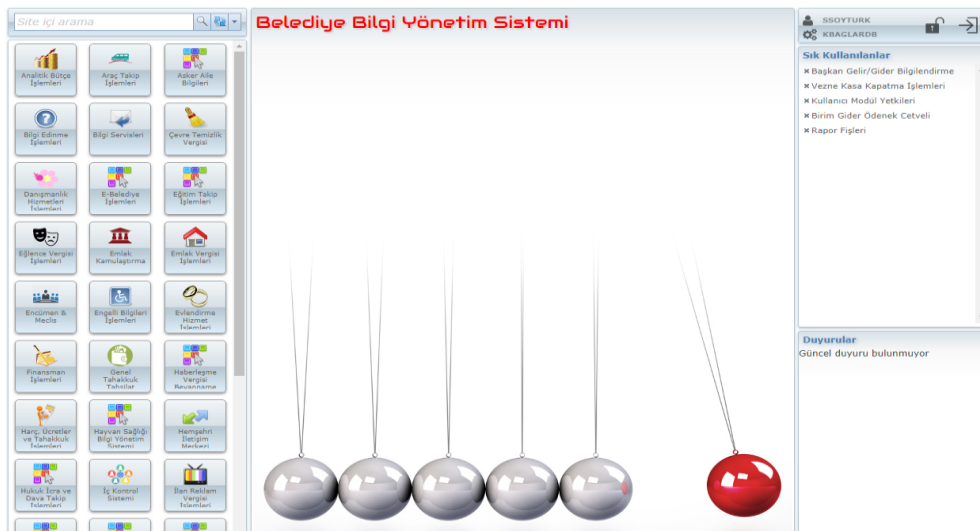 Site içi arama
Belediye Bilgi Yönetim Sistemi
SSOYTURK
KBAGLARDB
Analitik Bütçe
İşlemleri
Araç Takip
İşlemleri
Asker Aile
Bilgileri
Bilgi Edinme
İşlemleri
Bilgi Servisleri
Çevre Temizlik
Vergisi
Danışmanlık
Hizmetleri
İşlemleri
E-Belediye
İşlemleri
Eğitim Takip
İşlemleri
Eğlence Vergisi
İşlemleri
Emlak
Kamulaştırma
Emlak Vergisi
İşlemleri
Encümen &
Meclis
Engelli Bilgileri
İşlemleri
Evlendirme
Hizmet
İşlemleri
Finansman
İşlemleri
Genel
Tahakkuk
Tahsilat
Haberleşme
Vergisi
Beyanname
Harç, Ücretler
ve Tahakkuk
İşlemleri
Hayvan Sağlığı
Bilgi Yönetim
Sistemi
Hemşehri
İletişim
Merkezi
Hukuk İcra ve
Dava Takip
İşlemleri
İç Kontrol
Sistemi
İlan Reklam
Vergisi
İşlemleri
Sık Kullanılanlar
Başkan Gelir/Gider Bilgilendirme
Vezne Kasa Kapatma İşlemleri
Kullanıcı Modül Yetkileri
Birim Gider Ödenek Cetveli
Rapor Fişleri
Duyurular
Güncel duyuru bulunmuyor